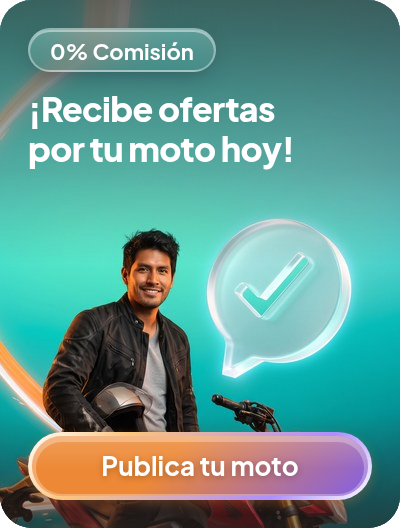 0% Comisión
¡Recibe ofertas
por tu moto hoy!
Publica tu moto